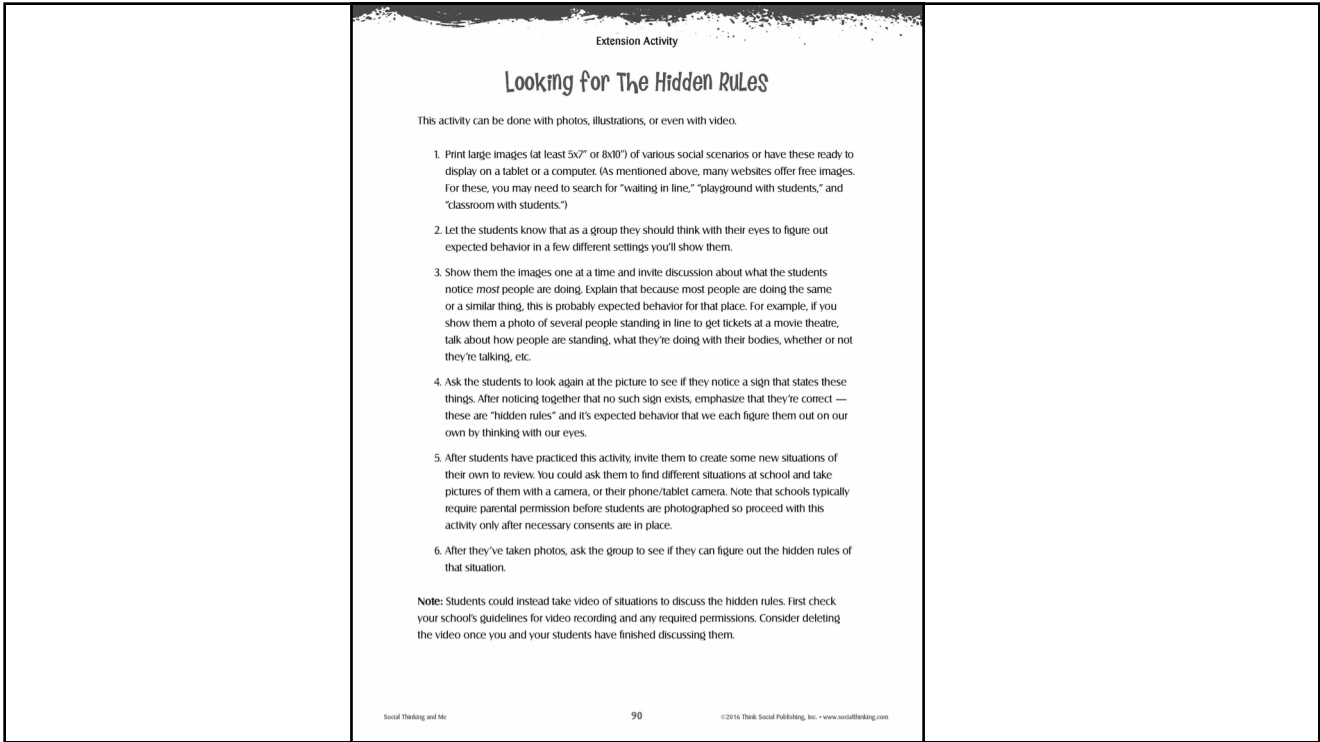 Extension Activity
Looking for The Hidden Rules
This activity can be done with photos, illustrations, or even with video.
1. Print large images (at least 5x7" or 8x10") of various social scenarios or have these ready to
display on a tablet or a computer. (As mentioned above, many websites offer free images.
For these, you may need to search for "waiting in line," "playground with students," and
"classroom with students.")
2. Let the students know that as a group they should think with their eyes to figure out
expected behavior in a few different settings you'll show them.
3. Show them the images one at a time and invite discussion about what the students
notice most people are doing. Explain that because most people are doing the same
or a similar thing, this is probably expected behavior for that place. For example, if you
show them a photo of several people standing in line to get tickets at a movie theatre,
talk about how people are standing, what they're doing with their bodies, whether or not
they're talking, etc.
4. Ask the students to look again at the picture to see if they notice a sign that states these
things. After noticing together that no such sign exists, emphasize that they're correct —
these are "hidden rules" and it's expected behavior that we each figure them out on our
own by thinking with our eyes.
5. After students have practiced this activity, invite them to create some new situations of
their own to review. You could ask them to find different situations at school and take
pictures of them with a camera, or their phone/tablet camera. Note that schools typically
require parental permission before students are photographed so proceed with this
activity only after necessary consents are in place.
6. After they've taken photos, ask the group to see if they can figure out the hidden rules of
that situation.
Note: Students could instead take video of situations to discuss the hidden rules. First check
your school's guidelines for video recording and any required permissions. Consider deleting
the video once you and your students have finished discussing them.
Social Thinking and Me 90 ©2016 Think Social Publishing, Inc. • www.socialthinking.com